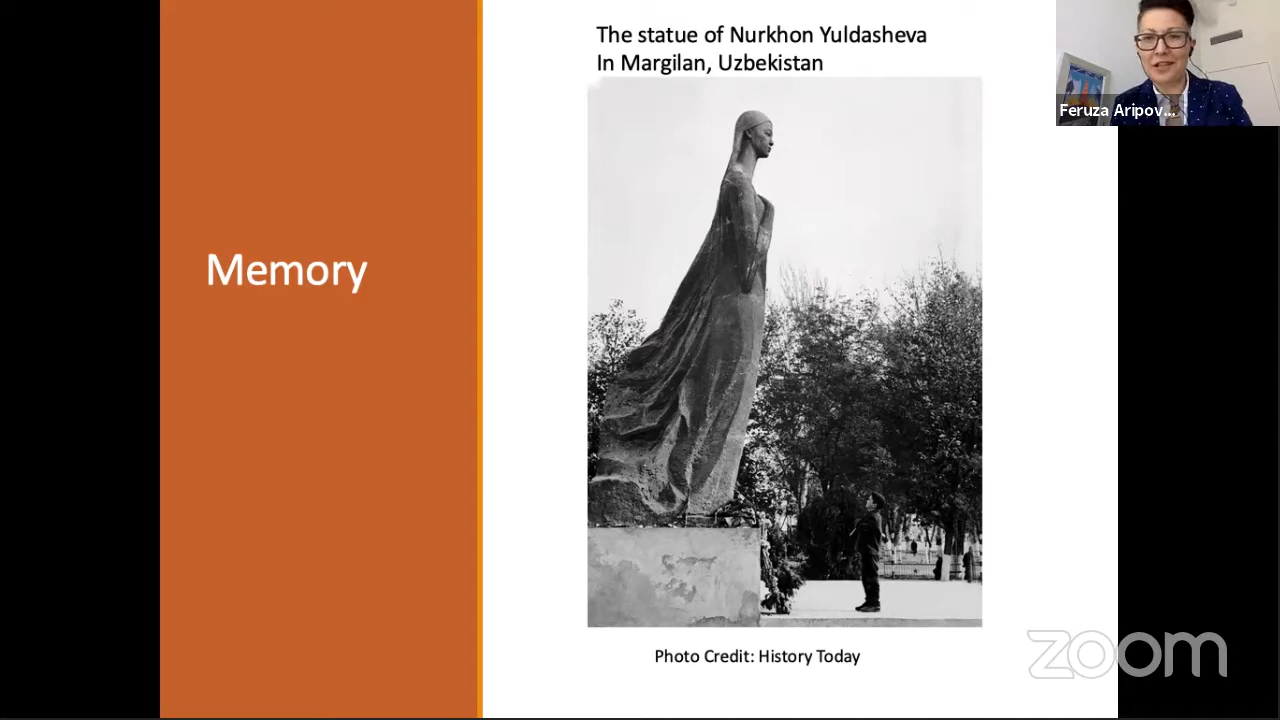 The statue of Nurkhon Yuldasheva
In Margilan, Uzbekistan
Feruza Aripov...
Memory
Photo Credit: History Today
zoom